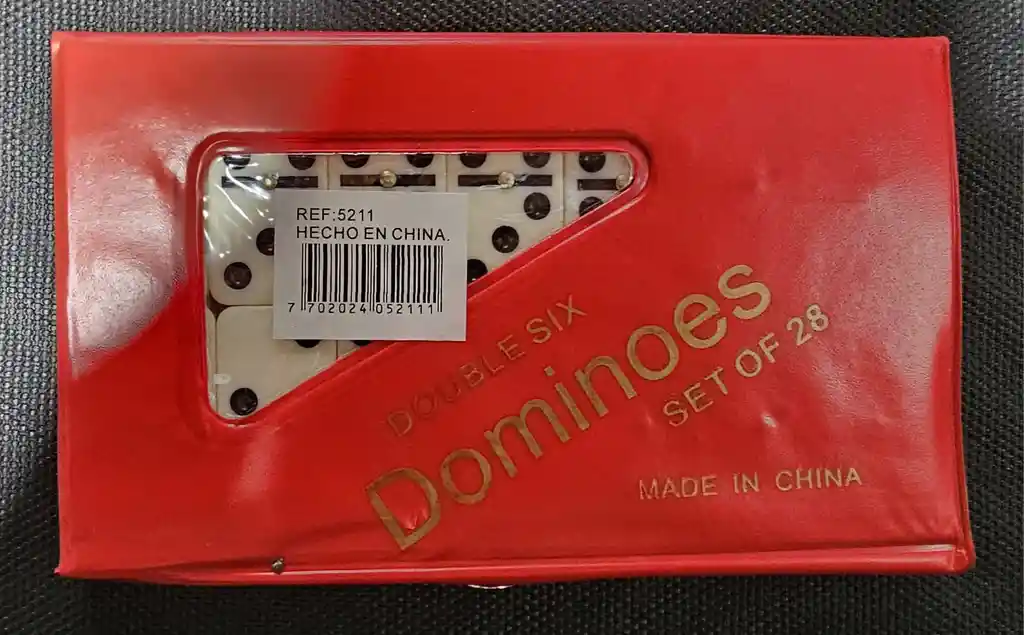 REF:5211
HECHO EN CHINA.
7 702024 052111
DOUBLE SIX
Dominoes
SET OF 28
MADE IN CHINA